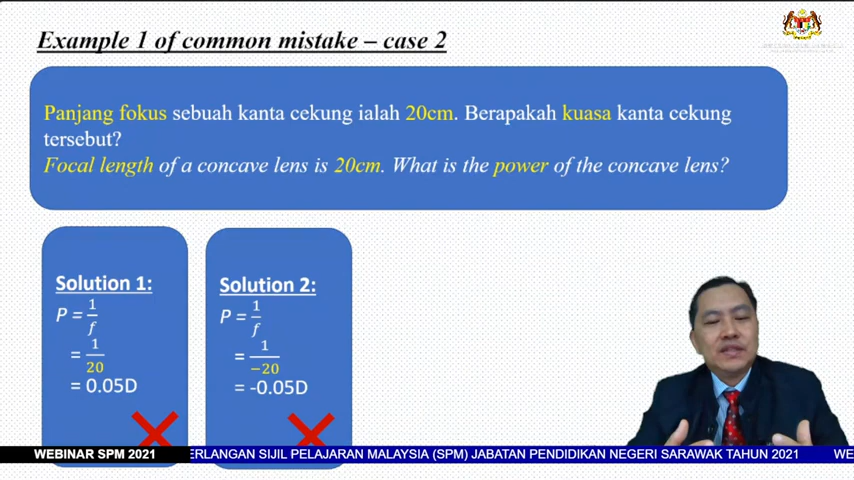 Example 1 of common mistake – case 2
Panjang fokus sebuah kanta cekung ialah 20cm. Berapakah kuasa kanta cekung
tersebut?
Focal length of a concave lens is 20cm. What is the power of the concave lens?
Solution 1:
P = 1/f
= 1/20
= 0.05D
Solution 2:
P = 1/f
= 1/−20
= -0.05D
WEBINAR SPM 2021 ERLANGAN SIJIL PELAJARAN MALAYSIA (SPM) JABATAN PENDIDIKAN NEGERI SARAWAK TAHUN 2021 WE